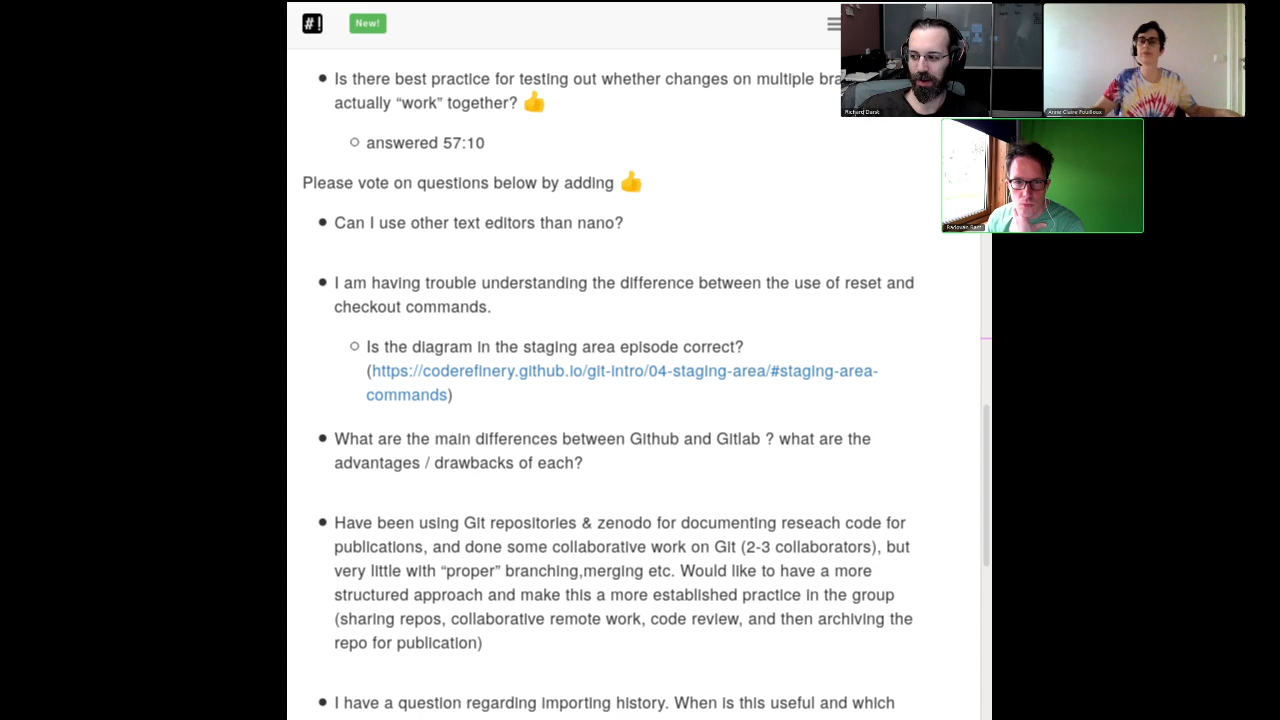 #!
New!
Is there best practice for testing out whether changes on multiple bra
actually “work” together? 👍
answered 57:10
Please vote on questions below by adding 👍
Can I use other text editors than nano?
I am having trouble understanding the difference between the use of reset and
checkout commands.
Is the diagram in the staging area episode correct?
(https://coderefinery.github.io/git-intro/04-staging-area/#staging-area-
commands)
What are the main differences between Github and Gitlab ? what are the
advantages / drawbacks of each?
Have been using Git repositories & zenodo for documenting reseach code for
publications, and done some collaborative work on Git (2-3 collaborators), but
very little with “proper” branching,merging etc. Would like to have a more
structured approach and make this a more established practice in the group
(sharing repos, collaborative remote work, code review, and then archiving the
repo for publication)
I have a question regarding importing history. When is this useful and which
Richard Darst
Anne Claire Fouilloux
Radovan Bast